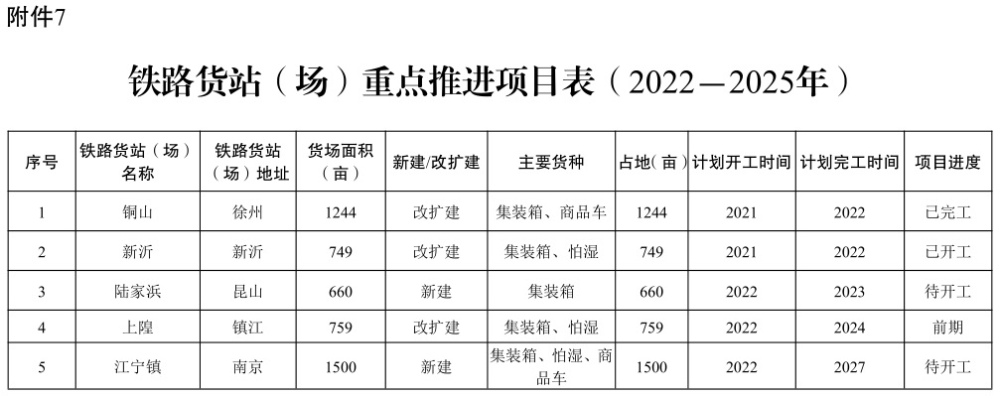 附件7
铁路货站（场）重点推进项目表（2022—2025年）
序号 铁路货站（场）名称 铁路货站（场）地址 货场面积（亩） 新建/改扩建 主要货种 占地（亩） 计划开工时间 计划完工时间 项目进度
1 铜山 徐州 1244 改扩建 集装箱、商品车 1244 2021 2022 已完工
2 新沂 新沂 749 改扩建 集装箱、怕湿 749 2021 2022 已开工
3 陆家浜 昆山 660 新建 集装箱 660 2022 2023 待开工
4 上隍 镇江 759 改扩建 集装箱、怕湿 759 2022 2024 前期
5 江宁镇 南京 1500 新建 集装箱、怕湿、商品车 1500 2022 2027 待开工